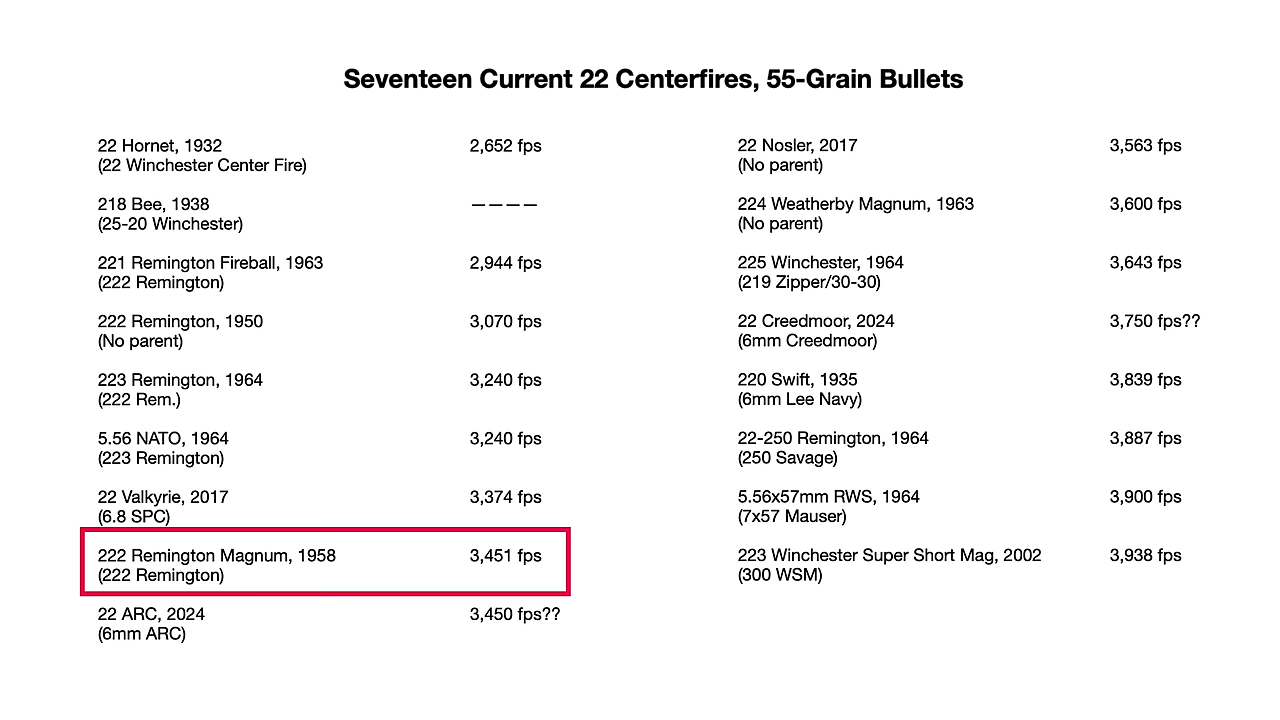 Seventeen Current 22 Centerfires, 55-Grain Bullets
22 Hornet, 1932 2,652 fps
(22 Winchester Center Fire)
218 Bee, 1938 ————
(25-20 Winchester)
221 Remington Fireball, 1963 2,944 fps
(222 Remington)
222 Remington, 1950 3,070 fps
(No parent)
223 Remington, 1964 3,240 fps
(222 Rem.)
5.56 NATO, 1964 3,240 fps
(223 Remington)
22 Valkyrie, 2017 3,374 fps
(6.8 SPC)
222 Remington Magnum, 1958 3,451 fps
(222 Remington)
22 ARC, 2024 3,450 fps??
(6mm ARC)
22 Nosler, 2017 3,563 fps
(No parent)
224 Weatherby Magnum, 1963 3,600 fps
(No parent)
225 Winchester, 1964 3,643 fps
(219 Zipper/30-30)
22 Creedmoor, 2024 3,750 fps??
(6mm Creedmoor)
220 Swift, 1935 3,839 fps
(6mm Lee Navy)
22-250 Remington, 1964 3,887 fps
(250 Savage)
5.56x57mm RWS, 1964 3,900 fps
(7x57 Mauser)
223 Winchester Super Short Mag, 2002 3,938 fps
(300 WSM)